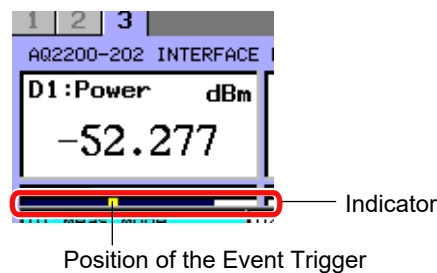 1 2 3
AQ2200-202 INTERFACE
D1:Power dBm
-52.277
Indicator
Position of the Event Trigger